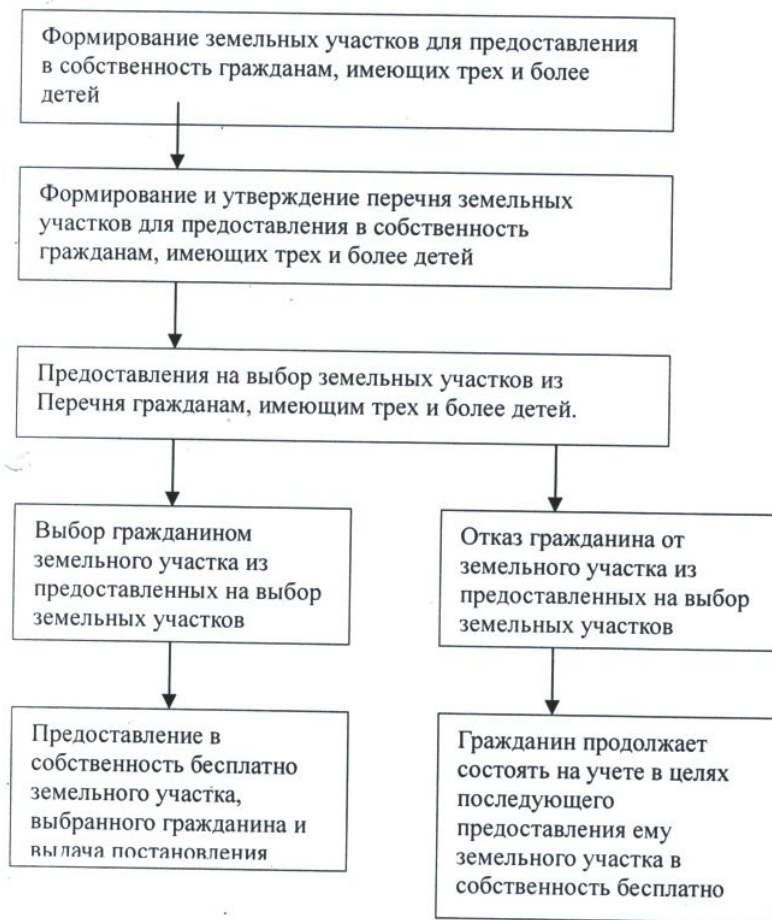 Формирование земельных участков для предоставления
в собственность гражданам, имеющих трех и более
детей
Формирование и утверждение перечня земельных
участков для предоставления в собственность
гражданам, имеющих трех и более детей
Предоставления на выбор земельных участков из
Перечня гражданам, имеющим трех и более детей.
Выбор гражданином
земельного участка из
предоставленных на выбор
земельных участков
Отказ гражданина от
земельного участка из
предоставленных на выбор
земельных участков
Предоставление в
собственность бесплатно
земельного участка,
выбранного гражданина и
выдача постановления
Гражданин продолжает
состоять на учете в целях
последующего
предоставления ему
земельного участка в
собственность бесплатно